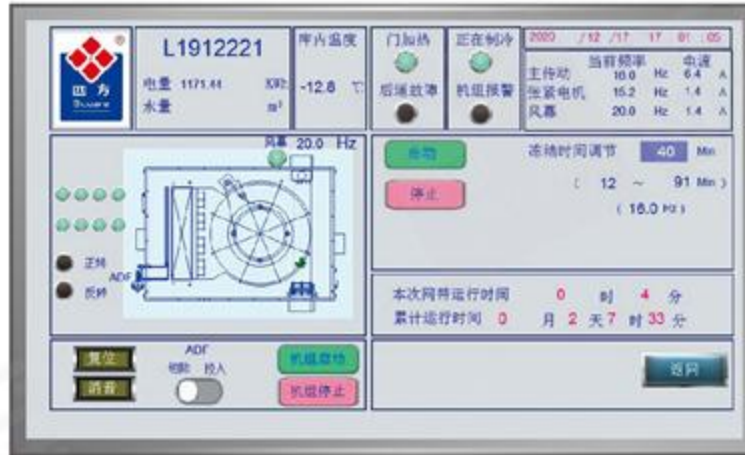 四方
L1912221
电量 1171.44 KWh
水量 m³
库内温度
-12.8 ℃
门加热
正在制冷
后道故障
机组报警
2020 /12 /17 17 01 :05
当前频率 电流
主传动 16.0 Hz 6.4 A
张紧电机 15.2 Hz 1.4 A
风幕 20.0 Hz 1.4 A
风幕 20.0 Hz
正转
反转
ADF
启动
停止
冻结时间调节 40 Min
( 12 ~ 91 Min )
( 16.0 Hz )
本次网带运行时间 0 时 4 分
累计运行时间 0 月 2 天 7 时 33 分
复位
消音
ADF
切除 投入
机组启动
机组停止
返回